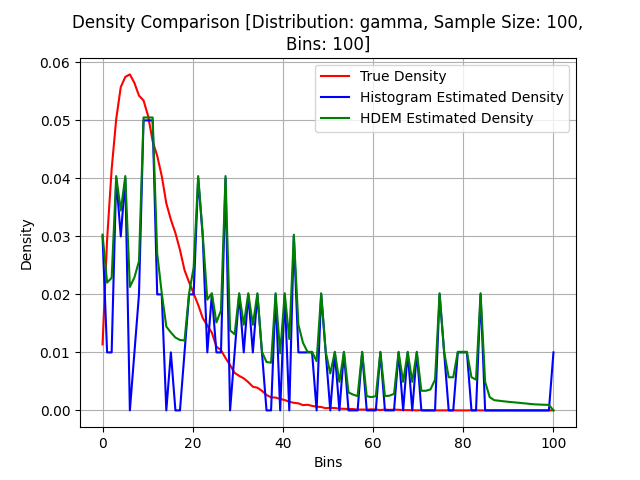 Density Comparison [Distribution: gamma, Sample Size: 100,
Bins: 100]
True Density
Histogram Estimated Density
HDEM Estimated Density
Density
0.06
0.05
0.04
0.03
0.02
0.01
0.00
0 20 40 60 80 100
Bins